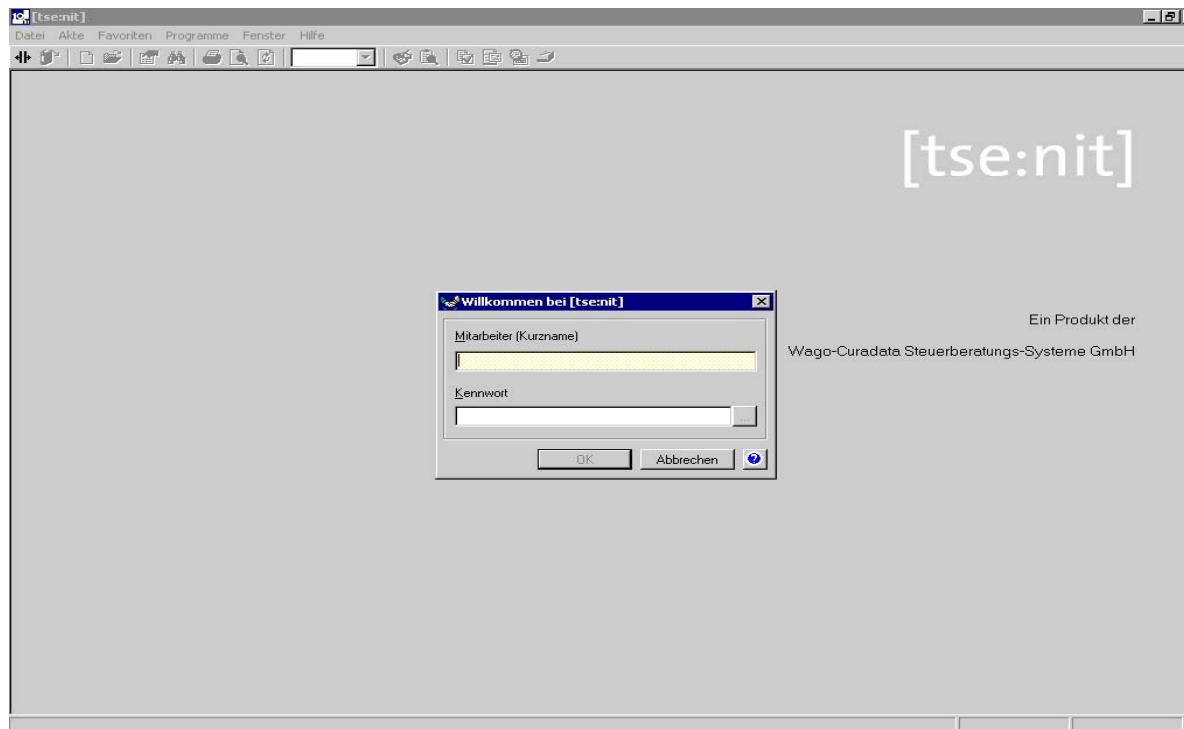 [tse:nit]
Datei Akte Favoriten Programme Fenster Hilfe
[tse:nit]
Willkommen bei [tse:nit]
Mitarbeiter (Kurzname)
Kennwort
...
OK Abbrechen ?
Ein Produkt der
Wago-Curadata Steuerberatungs-Systeme GmbH